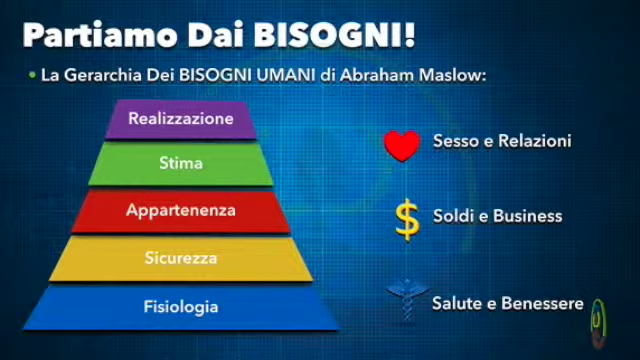 Partiamo Dai BISOGNI!
• La Gerarchia Dei BISOGNI UMANI di Abraham Maslow:
Realizzazione
Stima
Appartenenza
Sicurezza
Fisiologia
Sesso e Relazioni
$
Soldi e Business
Salute e Benessere